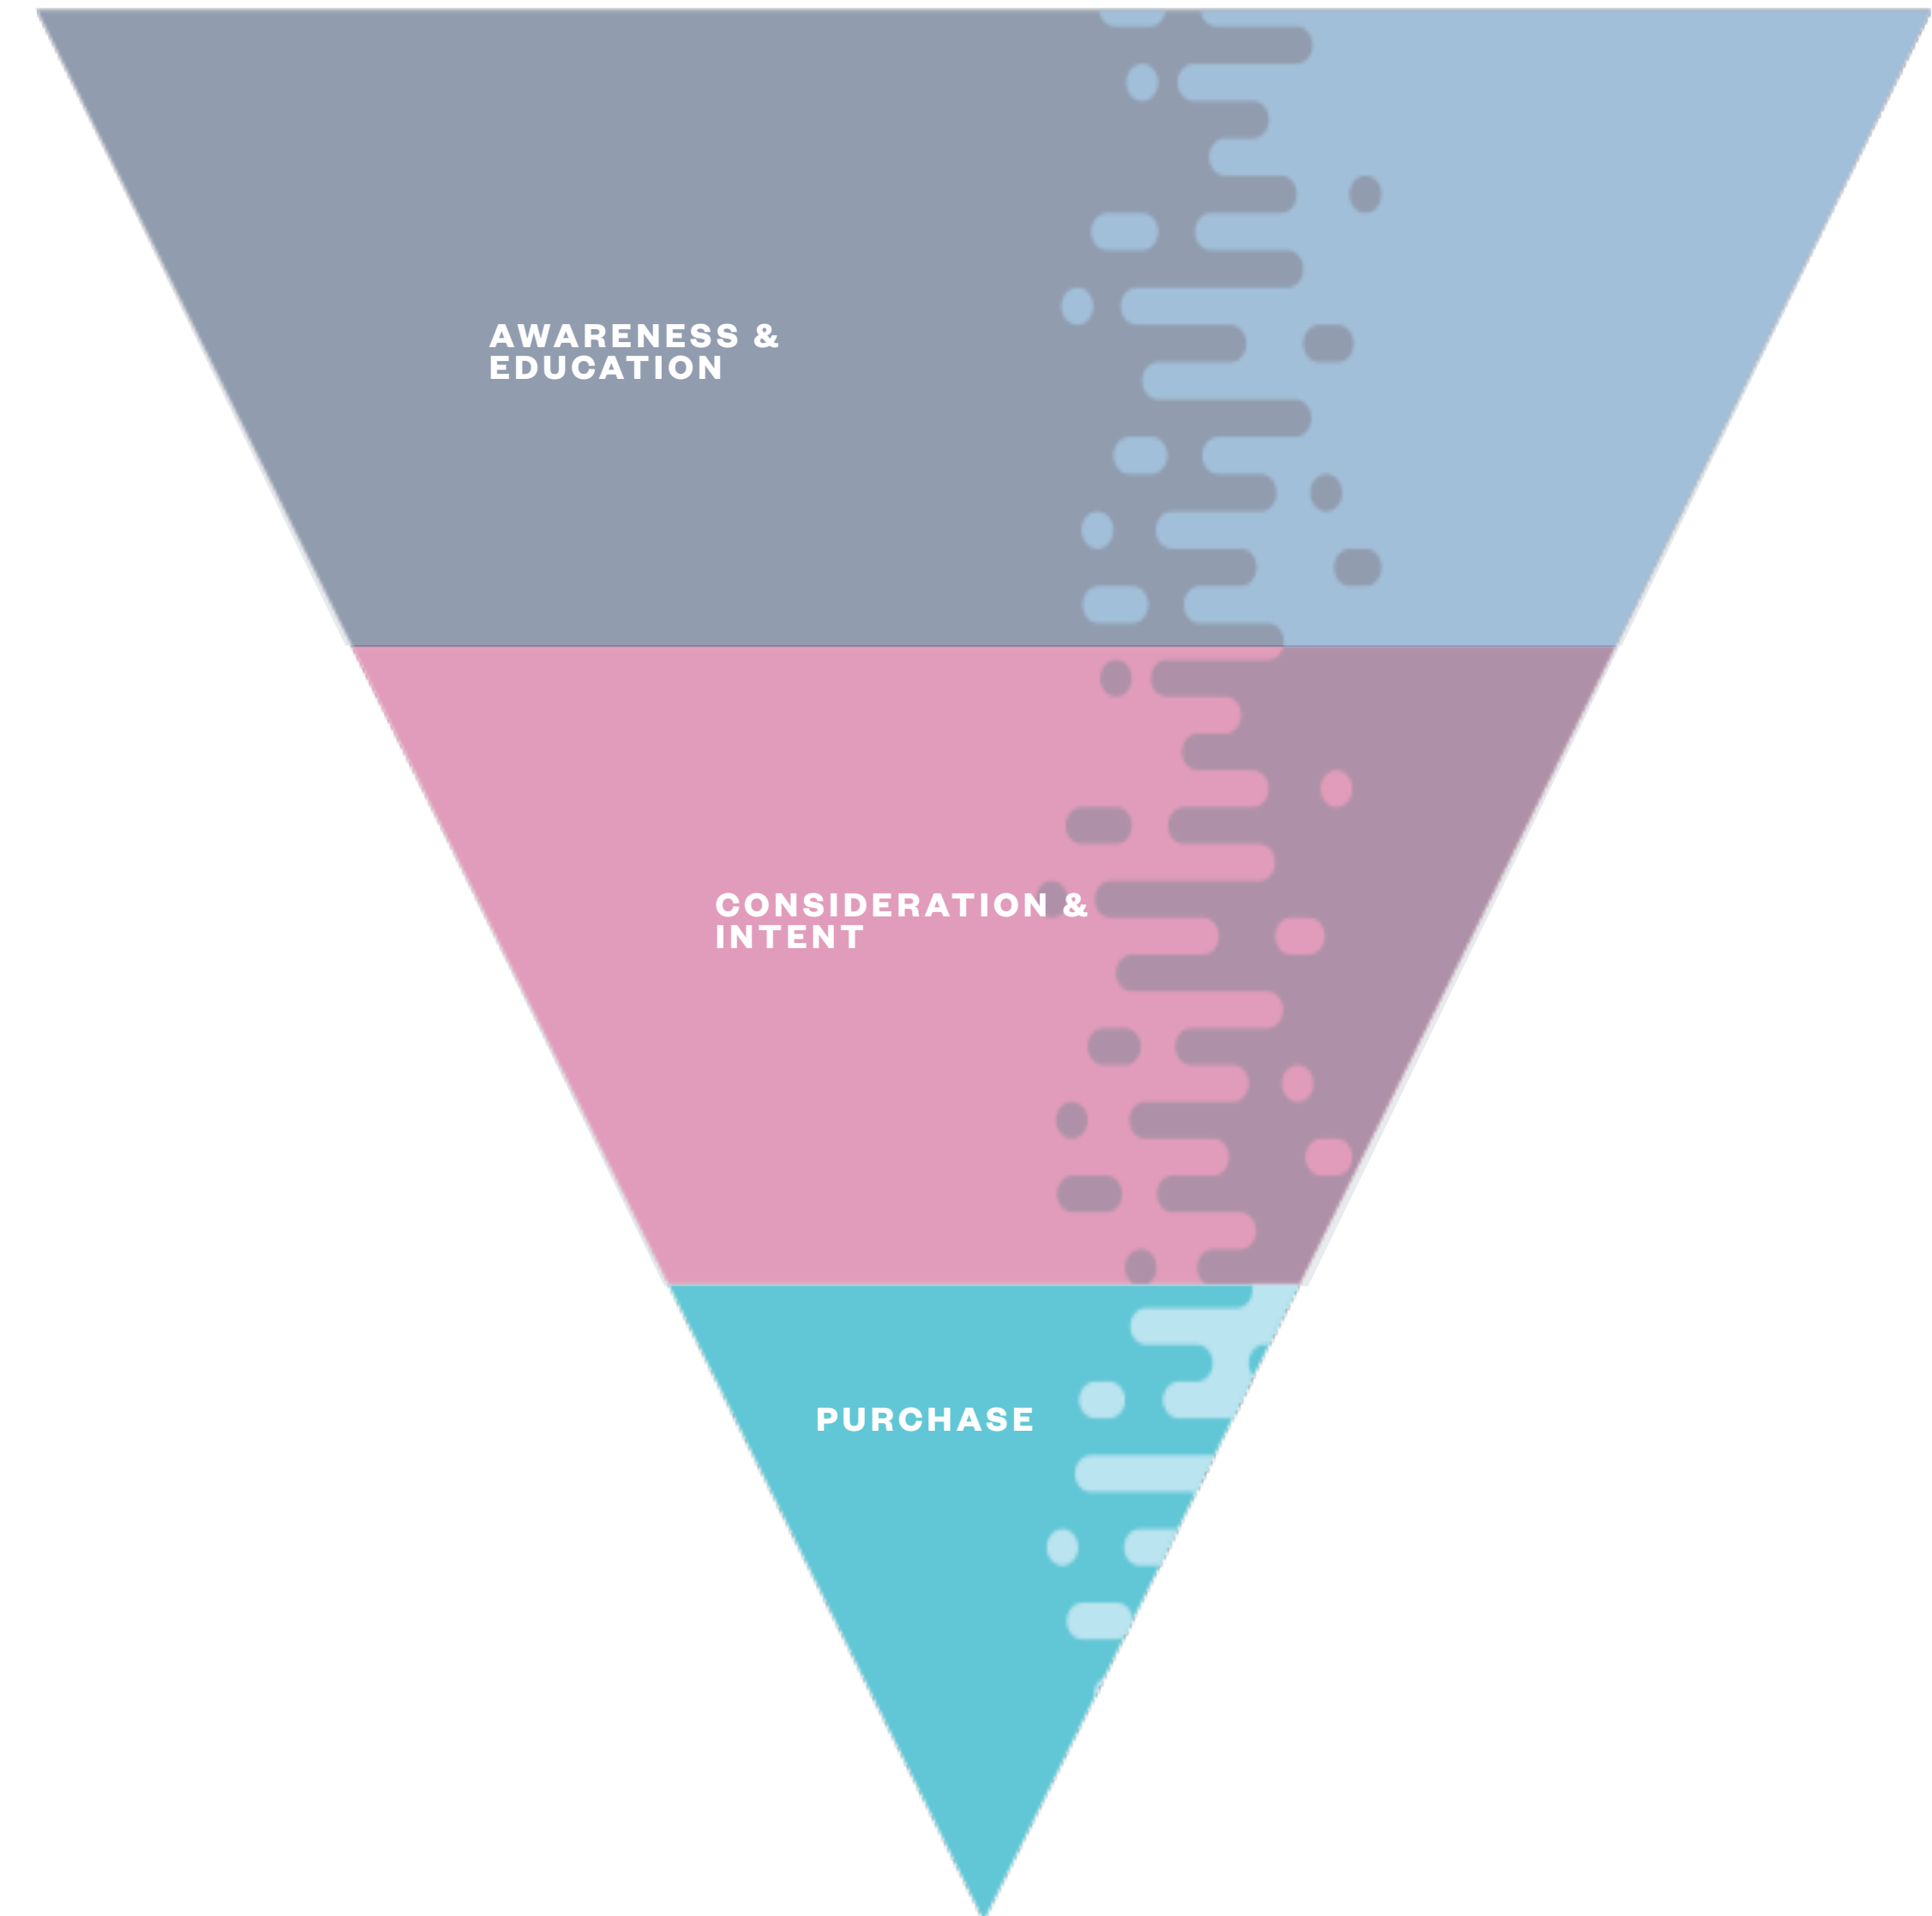 AWARENESS &
EDUCATION
CONSIDERATION &
INTENT
PURCHASE